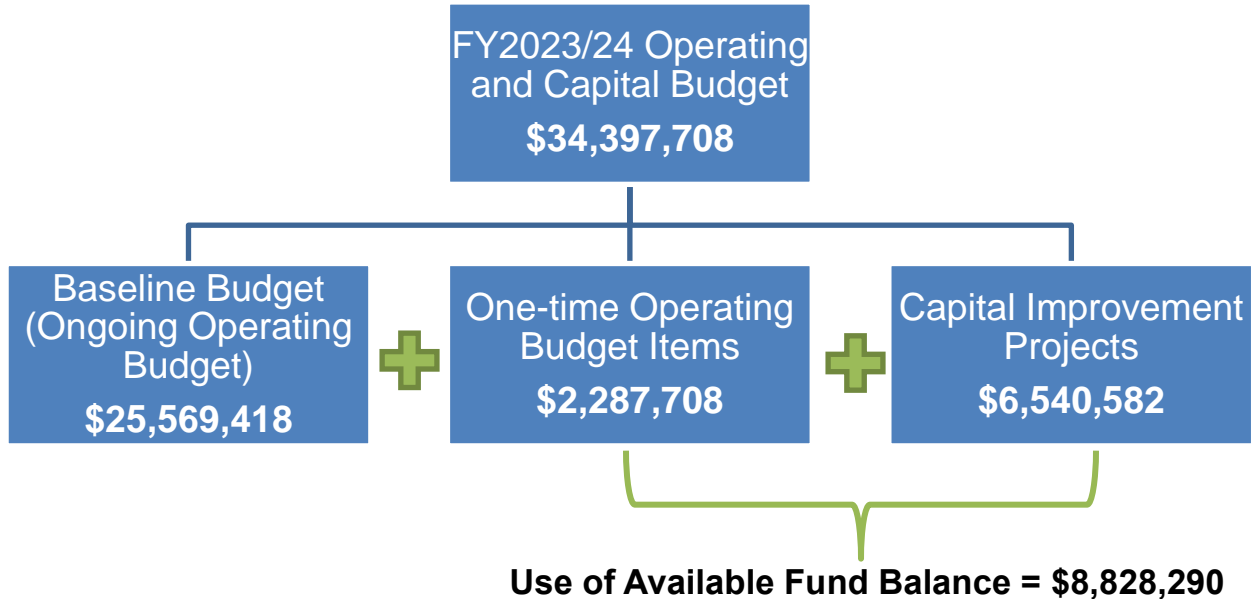 FY2023/24 Operating
and Capital Budget
$34,397,708
Baseline Budget
(Ongoing Operating
Budget)
$25,569,418
One-time Operating
Budget Items
$2,287,708
Capital Improvement
Projects
$6,540,582
Use of Available Fund Balance = $8,828,290